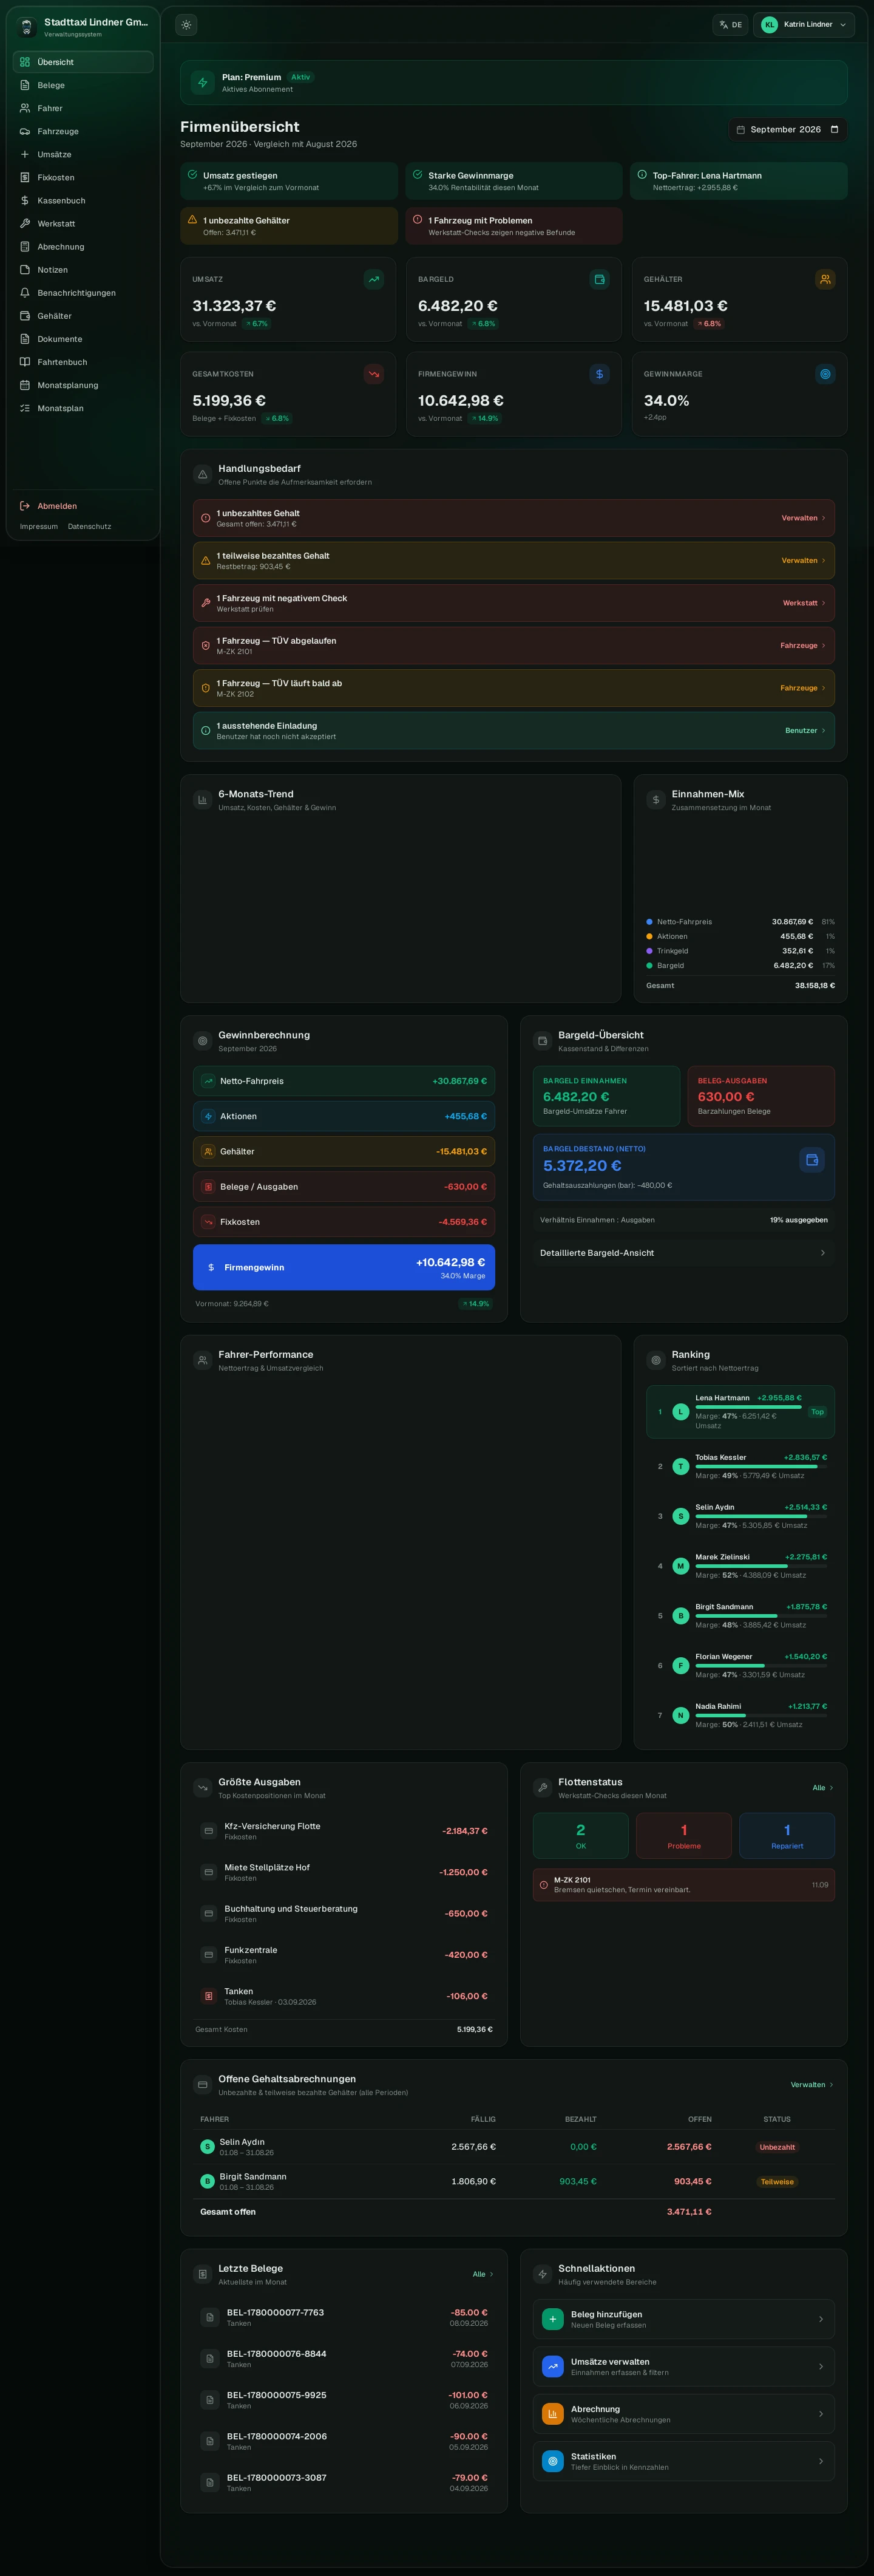 Stadttaxi Lindner Gm...
Verwaltungssystem
Übersicht
Belege
Fahrer
Fahrzeuge
Umsätze
Fixkosten
Kassenbuch
Werkstatt
Abrechnung
Notizen
Benachrichtigungen
Gehälter
Dokumente
Fahrtenbuch
Monatsplanung
Monatsplan
Abmelden
Impressum Datenschutz
DE
KL Katrin Lindner
Plan: Premium Aktiv
Aktives Abonnement
Firmenübersicht
September 2026 · Vergleich mit August 2026
September 2026
Umsatz gestiegen
+6.7% im Vergleich zum Vormonat
Starke Gewinnmarge
34.0% Rentabilität diesen Monat
Top-Fahrer: Lena Hartmann
Nettoertrag: +2.955,88 €
1 unbezahlte Gehälter
Offen: 3.471,11 €
1 Fahrzeug mit Problemen
Werkstatt-Checks zeigen negative Befunde
UMSATZ
31.323,37 €
vs. Vormonat 6.7%
BARGELD
6.482,20 €
vs. Vormonat 6.8%
GEHÄLTER
15.481,03 €
vs. Vormonat 6.8%
GESAMTKOSTEN
5.199,36 €
Belege + Fixkosten 6.8%
FIRMENGEWINN
10.642,98 €
vs. Vormonat 14.9%
GEWINNMARGE
34.0%
+2.4pp
Handlungsbedarf
Offene Punkte die Aufmerksamkeit erfordern
1 unbezahltes Gehalt
Gesamt offen: 3.471,11 €
Verwalten
1 teilweise bezahltes Gehalt
Restbetrag: 903,45 €
Verwalten
1 Fahrzeug mit negativem Check
Werkstatt prüfen
Werkstatt
1 Fahrzeug — TÜV abgelaufen
M-ZK 2101
Fahrzeuge
1 Fahrzeug — TÜV läuft bald ab
M-ZK 2102
Fahrzeuge
1 ausstehende Einladung
Benutzer hat noch nicht akzeptiert
Benutzer
6-Monats-Trend
Umsatz, Kosten, Gehälter & Gewinn
Einnahmen-Mix
Zusammensetzung im Monat
Netto-Fahrpreis 30.867,69 € 81%
Aktionen 455,68 € 1%
Trinkgeld 352,61 € 1%
Bargeld 6.482,20 € 17%
Gesamt 38.158,18 €
Gewinnberechnung
September 2026
Netto-Fahrpreis +30.867,69 €
Aktionen +455,68 €
Gehälter -15.481,03 €
Belege / Ausgaben -630,00 €
Fixkosten -4.569,36 €
Firmengewinn +10.642,98 €
34.0% Marge
Vormonat: 9.264,89 € 14.9%
Bargeld-Übersicht
Kassenstand & Differenzen
BARGELD EINNAHMEN
6.482,20 €
Bargeld-Umsätze Fahrer
BELEG-AUSGABEN
630,00 €
Barzahlungen Belege
BARGELDBESTAND (NETTO)
5.372,20 €
Gehaltsauszahlungen (bar): −480,00 €
Verhältnis Einnahmen : Ausgaben 19% ausgegeben
Detaillierte Bargeld-Ansicht
Fahrer-Performance
Nettoertrag & Umsatzvergleich
Ranking
Sortiert nach Nettoertrag
1 L Lena Hartmann +2.955,88 €
Marge: 47% · 6.251,42 €
Umsatz
Top
2 T Tobias Kessler +2.836,57 €
Marge: 49% · 5.779,49 € Umsatz
3 S Selin Aydın +2.514,33 €
Marge: 47% · 5.305,85 € Umsatz
4 M Marek Zielinski +2.275,81 €
Marge: 52% · 4.388,09 € Umsatz
5 B Birgit Sandmann +1.875,78 €
Marge: 48% · 3.885,42 € Umsatz
6 F Florian Wegener +1.540,20 €
Marge: 47% · 3.301,59 € Umsatz
7 N Nadia Rahimi +1.213,77 €
Marge: 50% · 2.411,51 € Umsatz
Größte Ausgaben
Top Kostenpositionen im Monat
Kfz-Versicherung Flotte -2.184,37 €
Fixkosten
Miete Stellplätze Hof -1.250,00 €
Fixkosten
Buchhaltung und Steuerberatung -650,00 €
Fixkosten
Funkzentrale -420,00 €
Fixkosten
Tanken -106,00 €
Tobias Kessler · 03.09.2026
Gesamt Kosten 5.199,36 €
Flottenstatus
Werkstatt-Checks diesen Monat
Alle
2
OK
1
Probleme
1
Repariert
M-ZK 2101
Bremsen quietschen, Termin vereinbart.
11.09
Offene Gehaltsabrechnungen
Unbezahlte & teilweise bezahlte Gehälter (alle Perioden)
Verwalten
FAHRER FÄLLIG BEZAHLT OFFEN STATUS
S Selin Aydın 2.567,66 € 0,00 € 2.567,66 € Unbezahlt
01.08 – 31.08.26
B Birgit Sandmann 1.806,90 € 903,45 € 903,45 € Teilweise
01.08 – 31.08.26
Gesamt offen 3.471,11 €
Letzte Belege
Aktuellste im Monat
Alle
BEL-1780000077-7763 -85.00 €
Tanken 08.09.2026
BEL-1780000076-8844 -74.00 €
Tanken 07.09.2026
BEL-1780000075-9925 -101.00 €
Tanken 06.09.2026
BEL-1780000074-2006 -90.00 €
Tanken 05.09.2026
BEL-1780000073-3087 -79.00 €
Tanken 04.09.2026
Schnellaktionen
Häufig verwendete Bereiche
Beleg hinzufügen
Neuen Beleg erfassen
Umsätze verwalten
Einnahmen erfassen & filtern
Abrechnung
Wöchentliche Abrechnungen
Statistiken
Tiefer Einblick in Kennzahlen